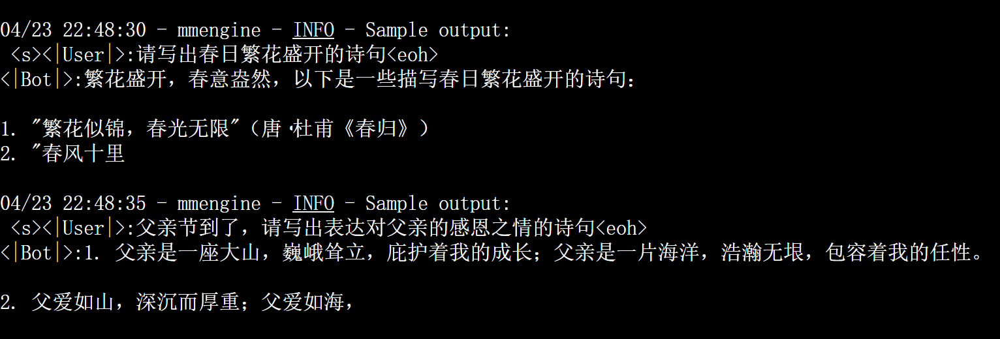 04/23 22:48:30 - mmengine - INFO - Sample output:
<s><|User|>:请写出春日繁花盛开的诗句<eoh>
<|Bot|>:繁花盛开，春意盎然，以下是一些描写春日繁花盛开的诗句：
1. "繁花似锦，春光无限"（唐·杜甫《春归》）
2. "春风十里
04/23 22:48:35 - mmengine - INFO - Sample output:
<s><|User|>:父亲节到了，请写出表达对父亲的感恩之情的诗句<eoh>
<|Bot|>:1. 父亲是一座大山，巍峨耸立，庇护着我的成长；父亲是一片海洋，浩瀚无垠，包容着我的任性。
2. 父爱如山，深沉而厚重；父爱如海，